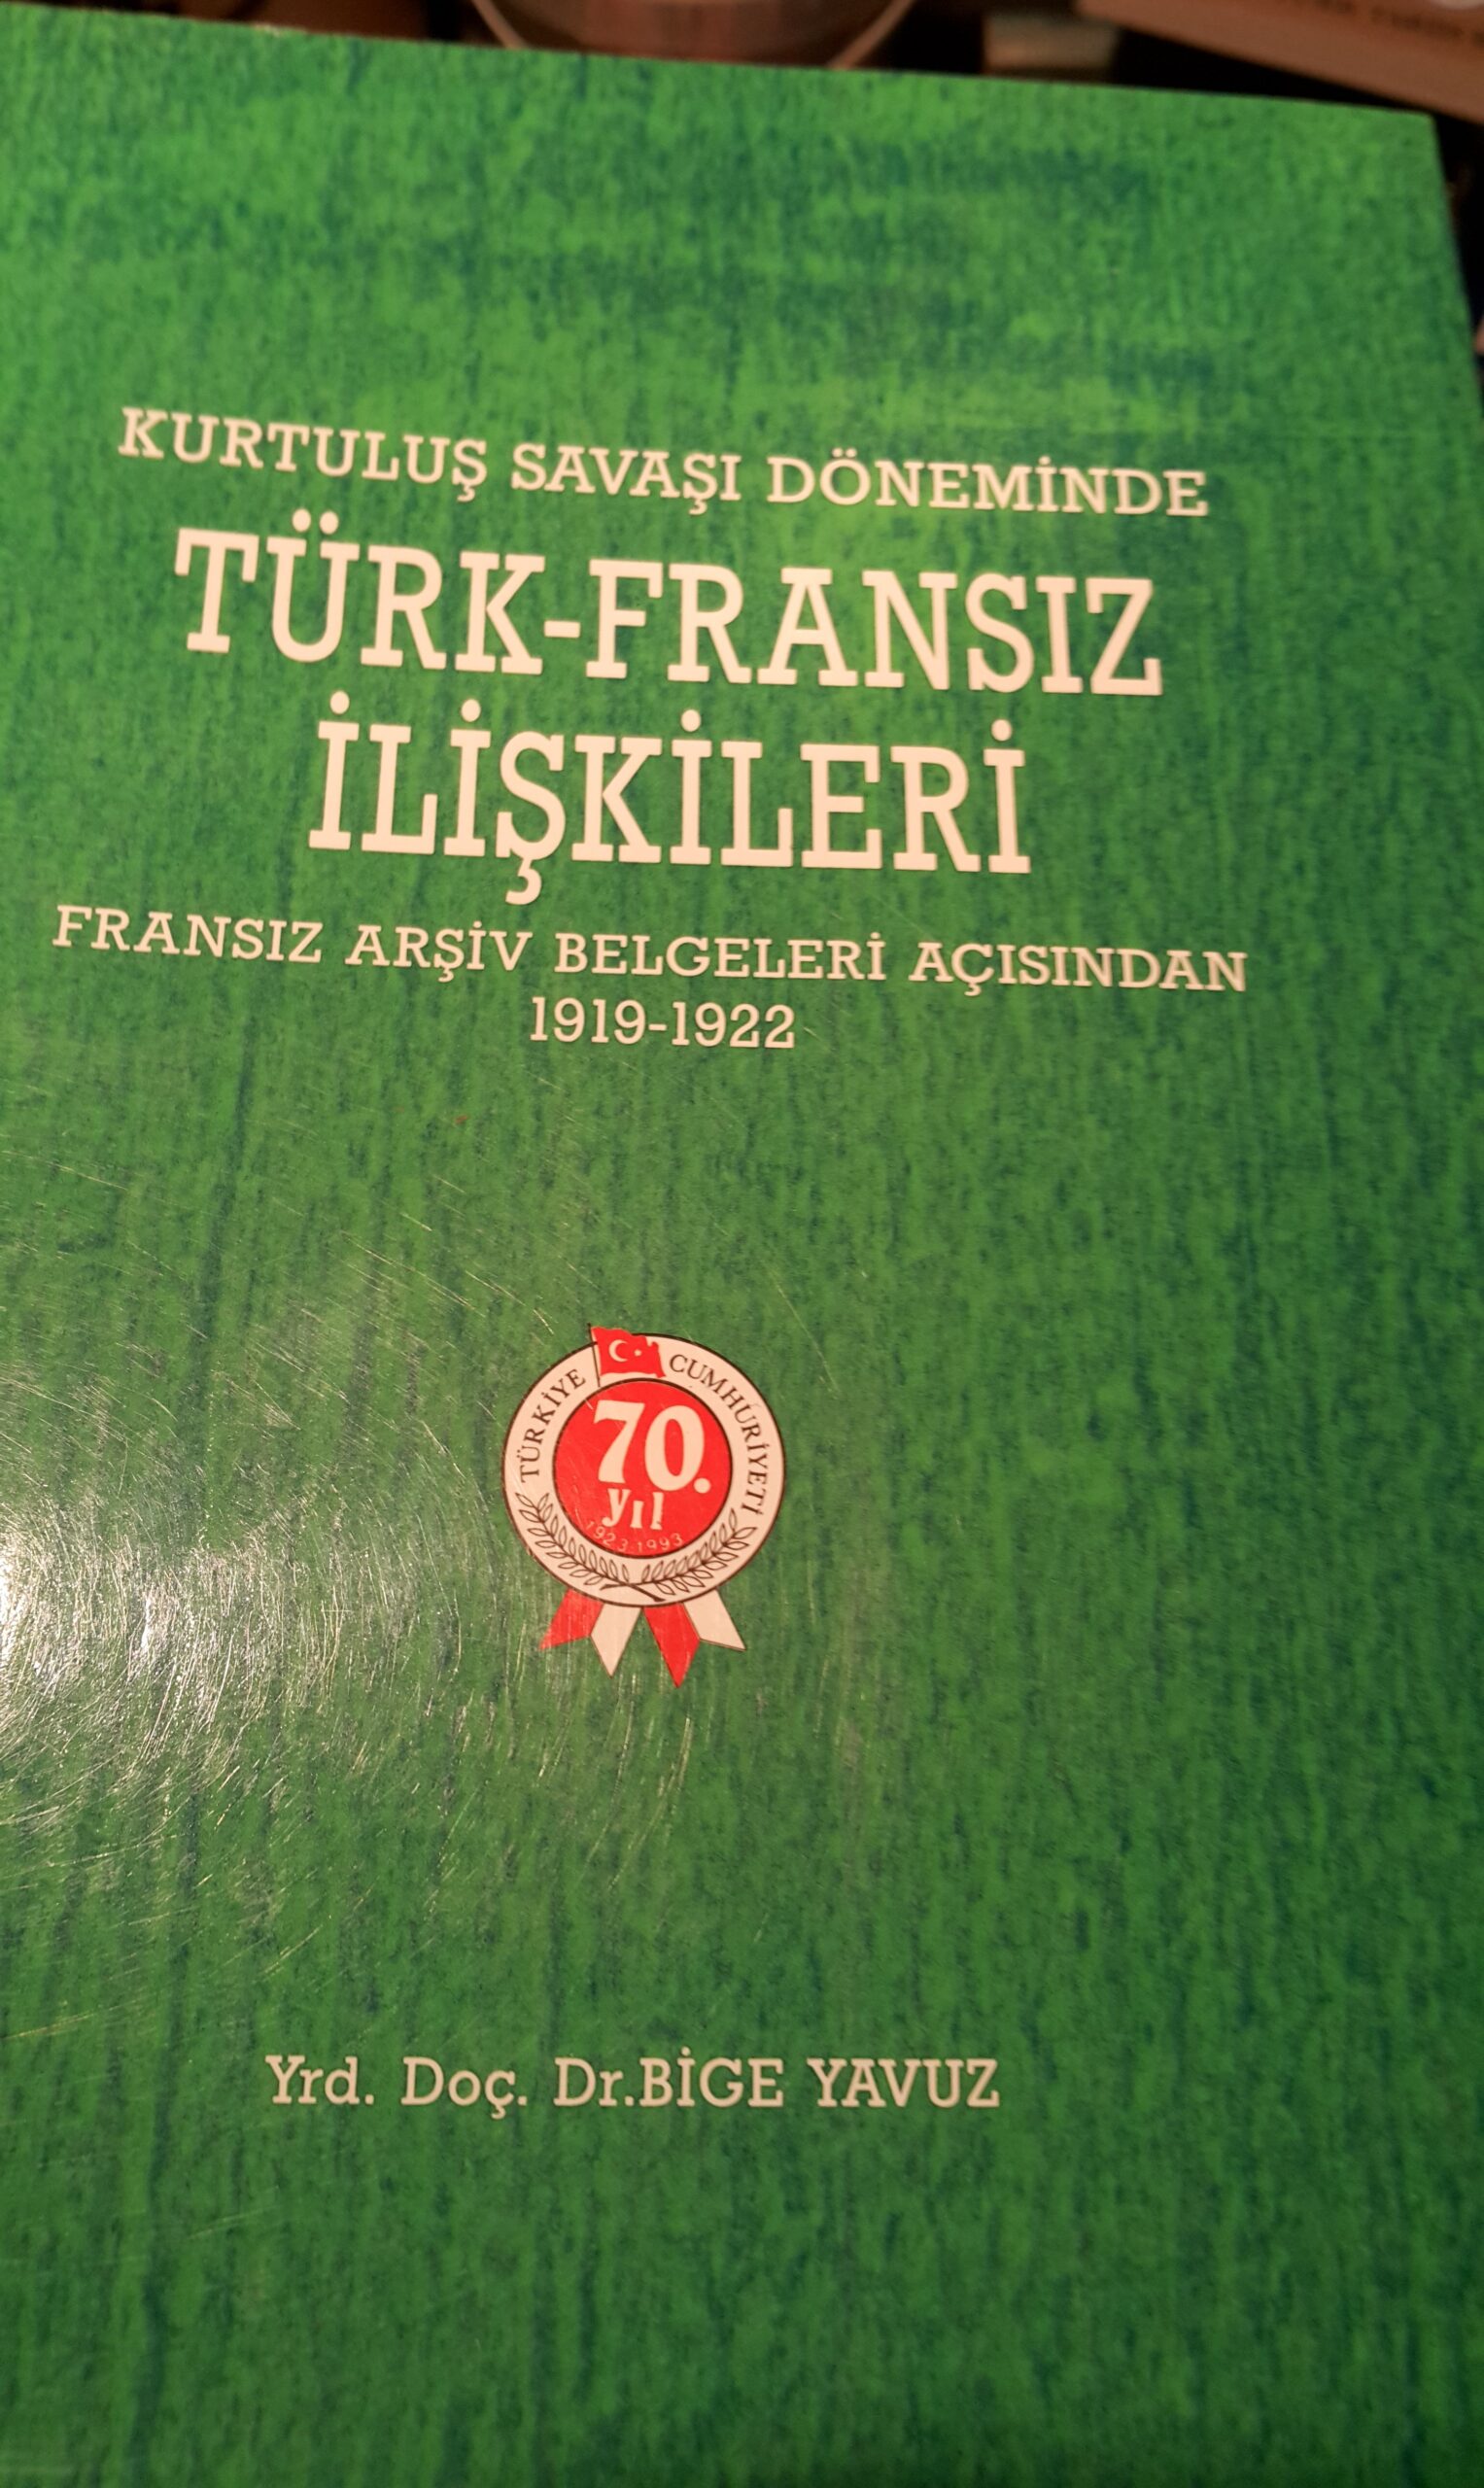 KURTULUŞ SAVAŞI DÖNEMİNDE
TÜRK-FRANSIZ
İLİŞKİLERİ
FRANSIZ ARŞİV BELGELERİ AÇISINDAN
1919-1922
TÜRKİYE CUMHURİYETİ
70.
yıl
1923-1993
Yrd. Doç. Dr.BİGE YAVUZ